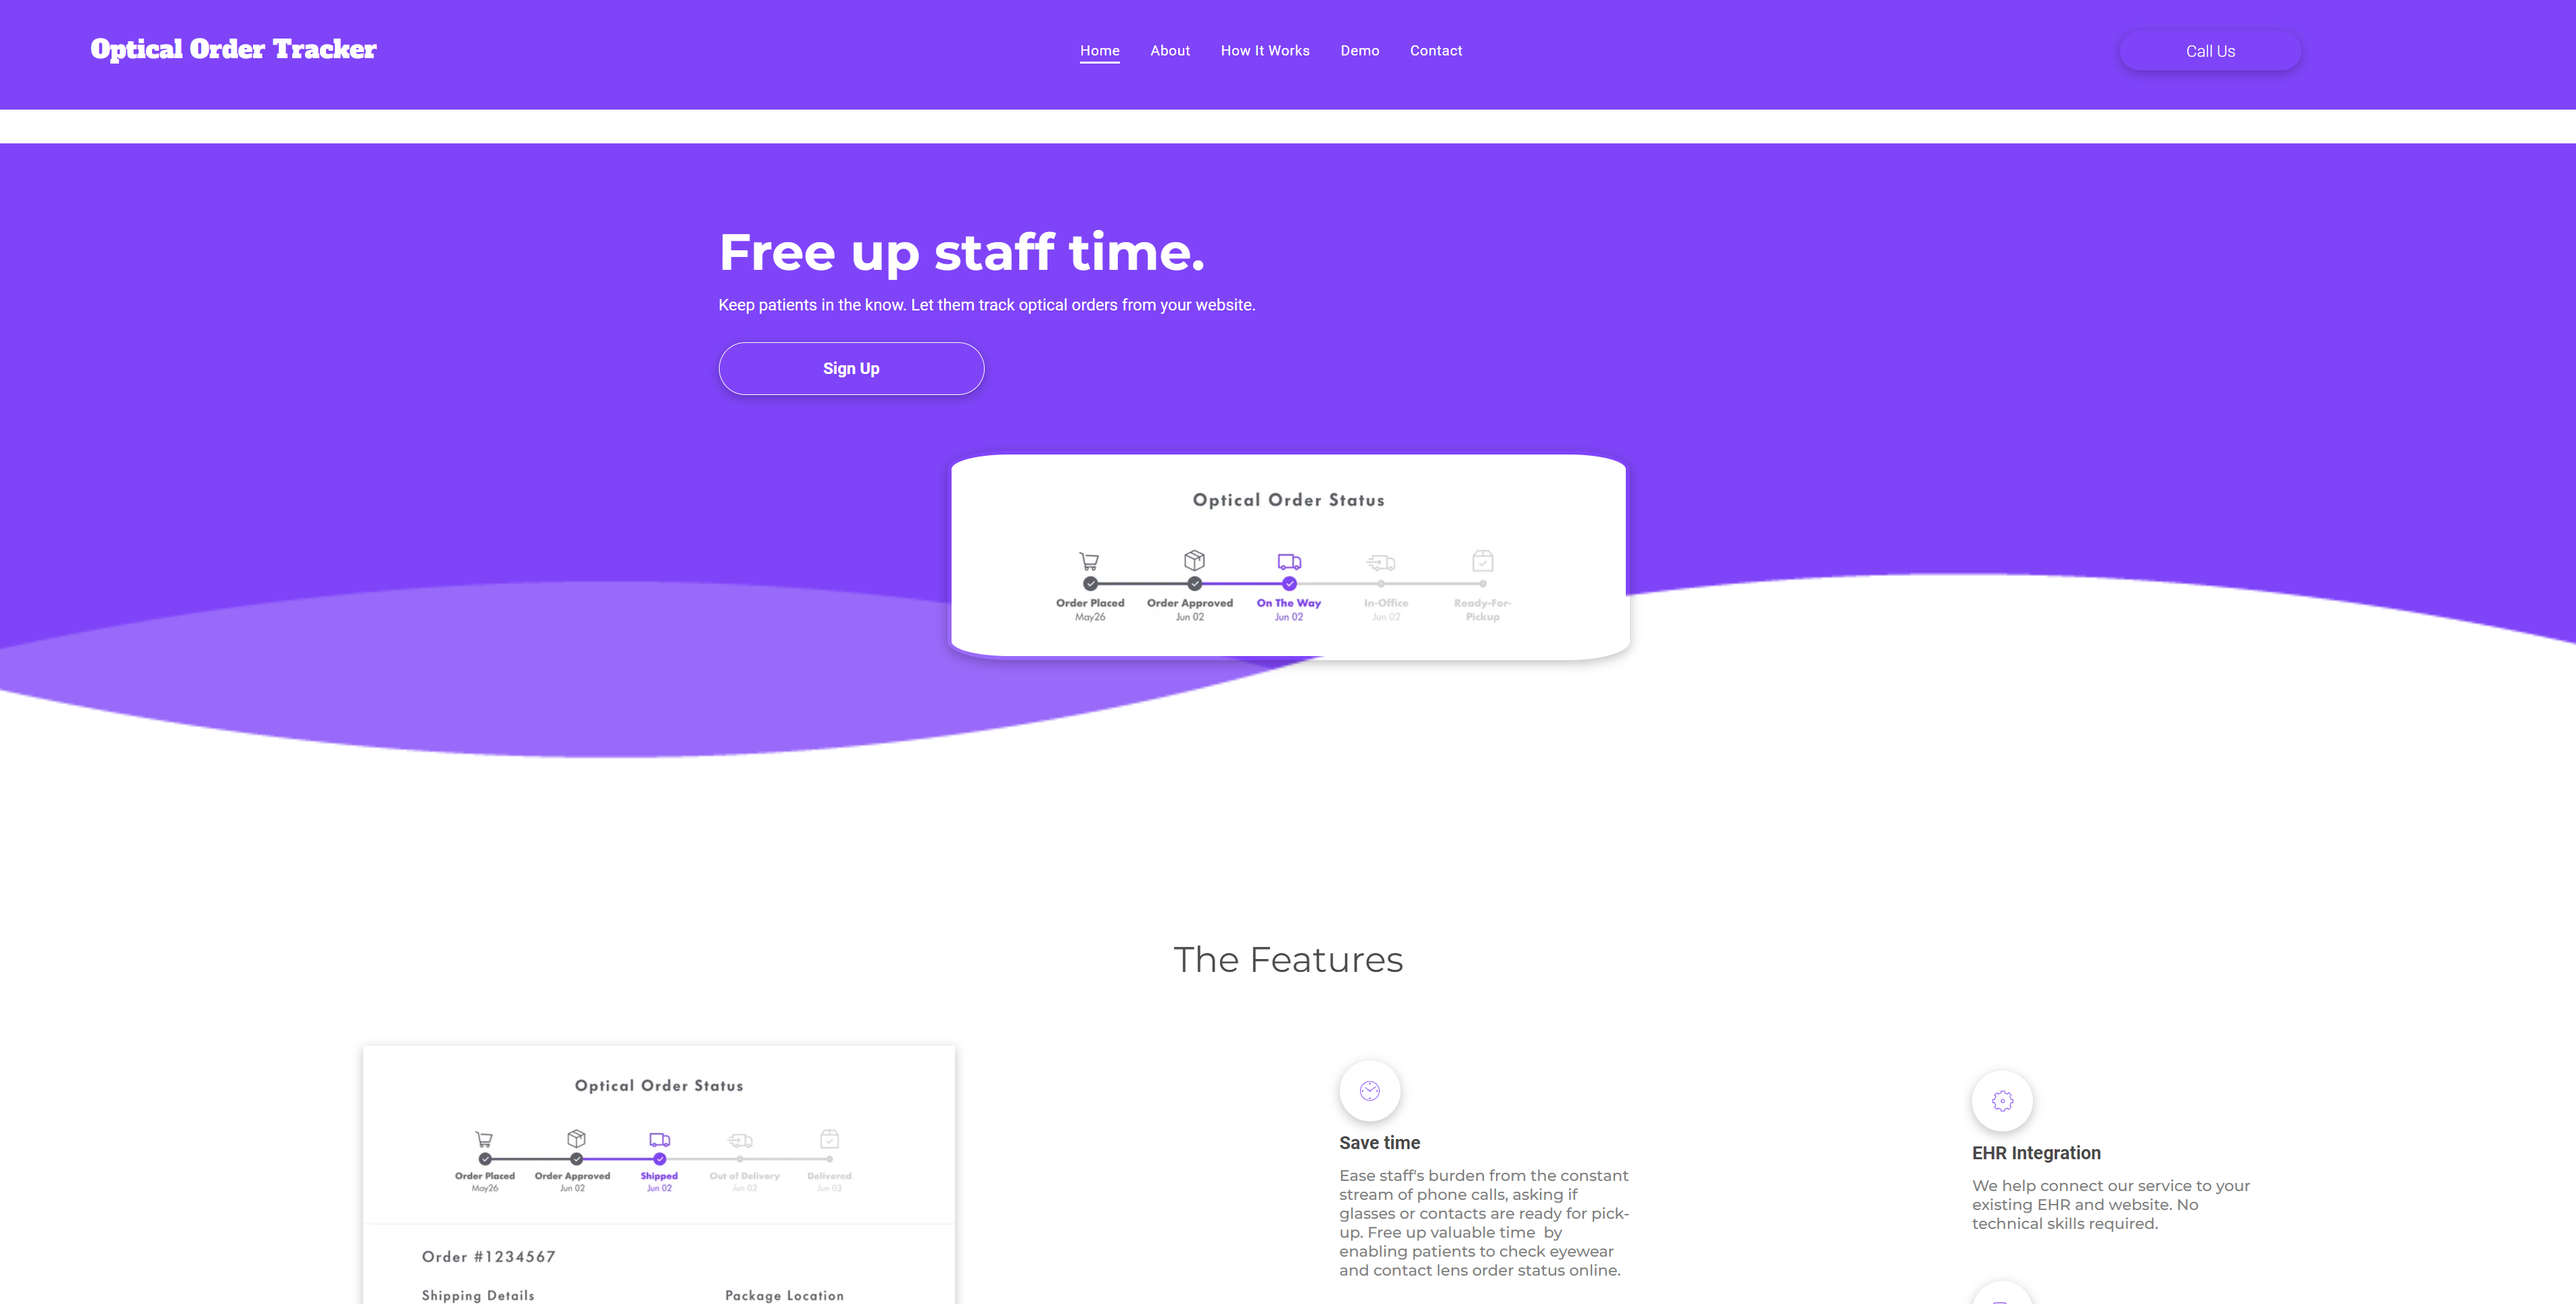 Optical Order Tracker
Home About How It Works Demo Contact
Call Us
Free up staff time.
Keep patients in the know. Let them track optical orders from your website.
Sign Up
Optical Order Status
Order Placed Order Approved On The Way In-Office Ready-For-
Pickup
May26 Jun 02 Jun 02 Jun 02
The Features
Optical Order Status
Order Placed Order Approved Shipped Out of Delivery Delivered
May26 Jun 02 Jun 02 Jun 02 Jun 03
Order #1234567
Shipping Details Package Location
Save time
Ease staff's burden from the constant
stream of phone calls, asking if
glasses or contacts are ready for pick-
up. Free up valuable time  by
enabling patients to check eyewear
and contact lens order status online.
EHR Integration
We help connect our service to your
existing EHR and website. No
technical skills required.